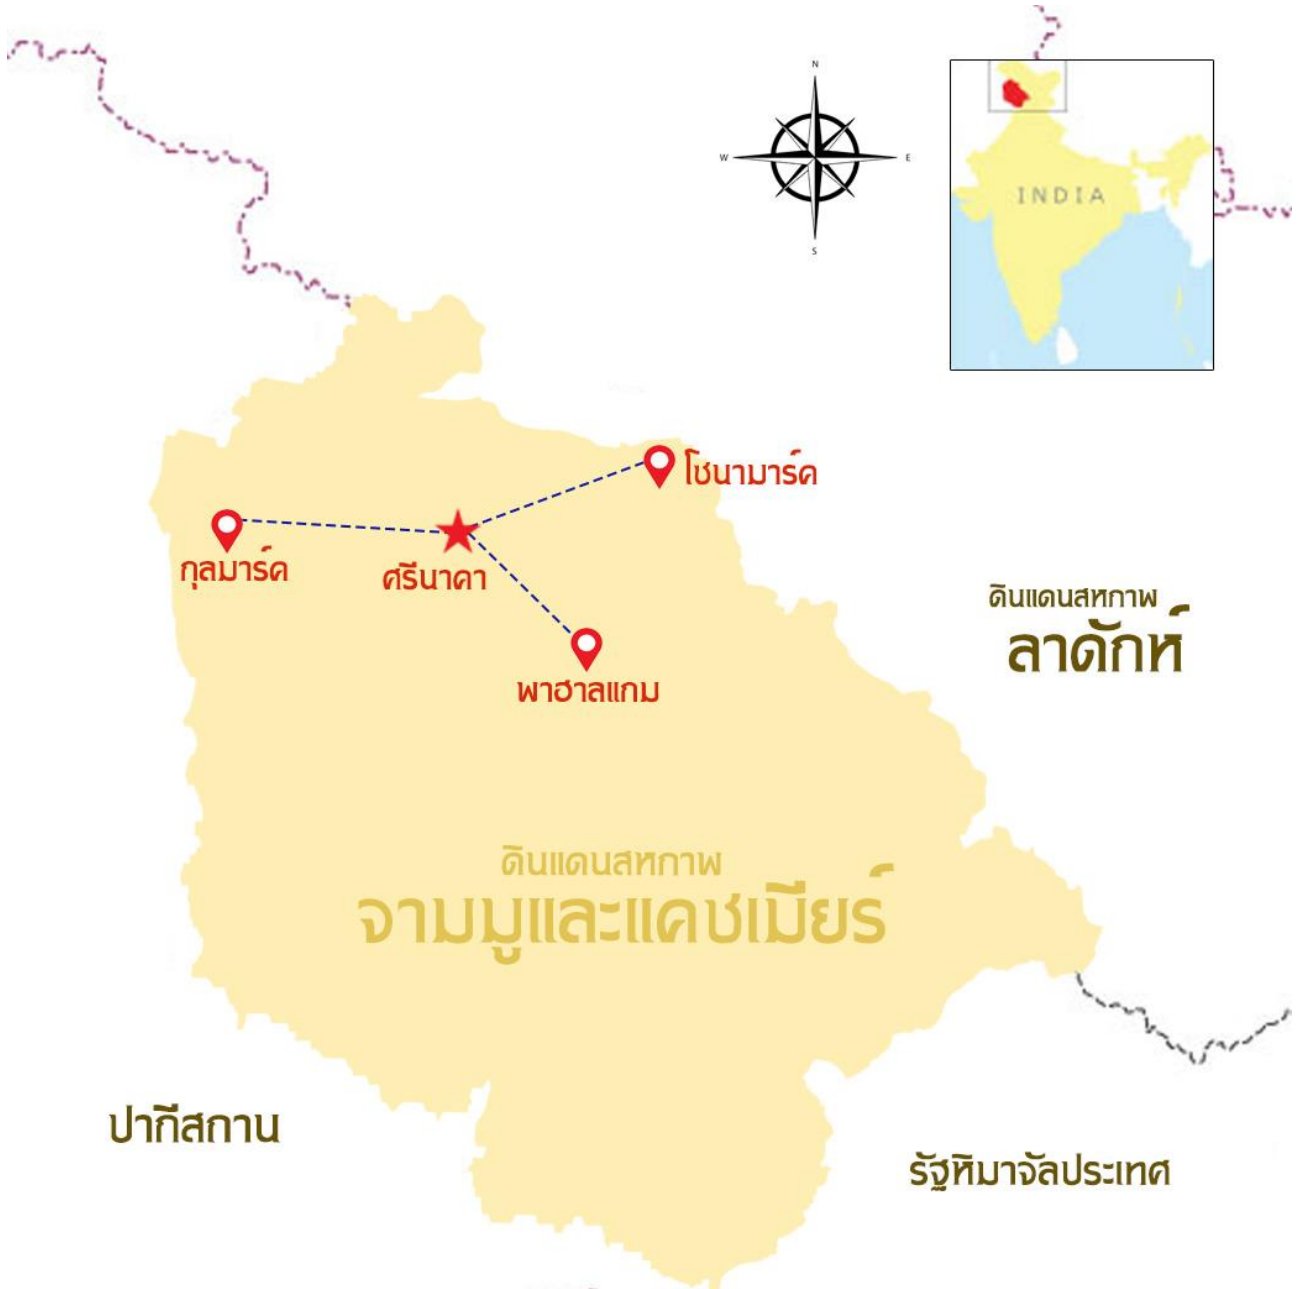 N
W
E
S
INDIA
โซนามาร์ค
กุลมาร์ค
ศรีนาคา
พาฮาลแกม
ดินแดนสหภาพ
ลาดักห์
ดินแดนสหภาพ
จามมูและแคชเมียร์
ปากีสถาน
รัฐหิมาจัลประเทศ